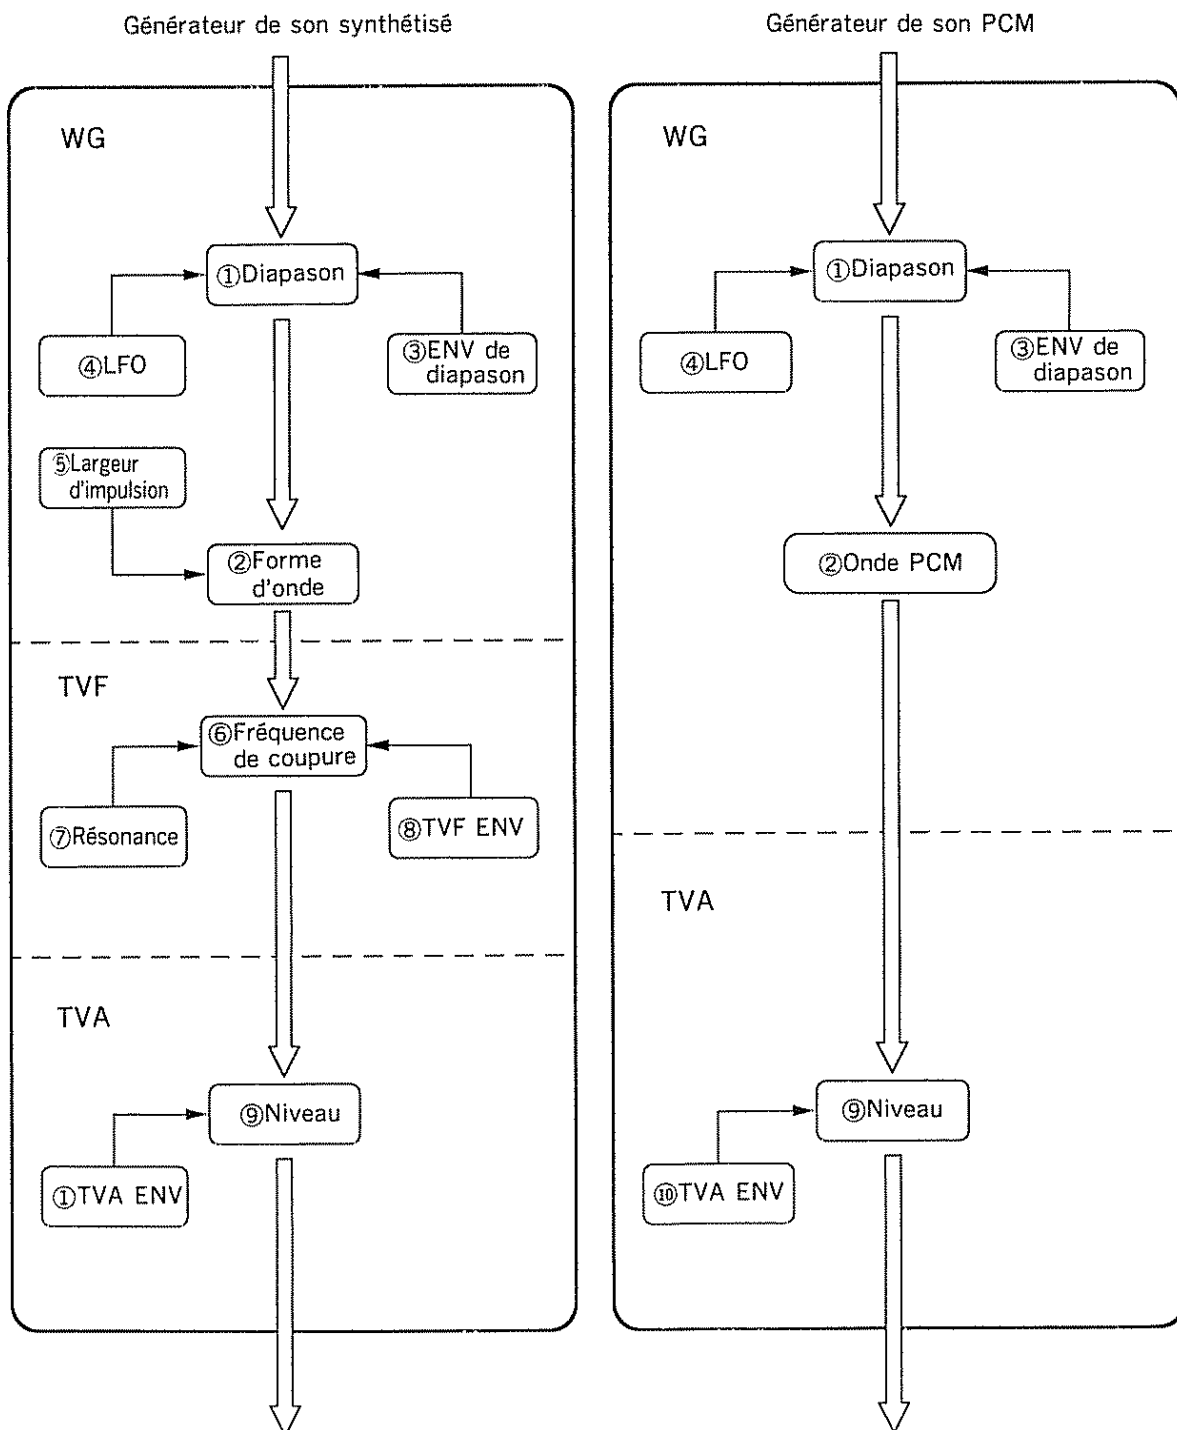 Générateur de son synthétisé
WG
①Diapason
④LFO
③ENV de
diapason
⑤Largeur
d'impulsion
②Forme
d'onde
TVF
⑥Fréquence
de coupure
⑦Résonance
⑧TVF ENV
TVA
⑨Niveau
①TVA ENV
Générateur de son PCM
WG
①Diapason
④LFO
③ENV de
diapason
②Onde PCM
TVA
⑨Niveau
⑩TVA ENV